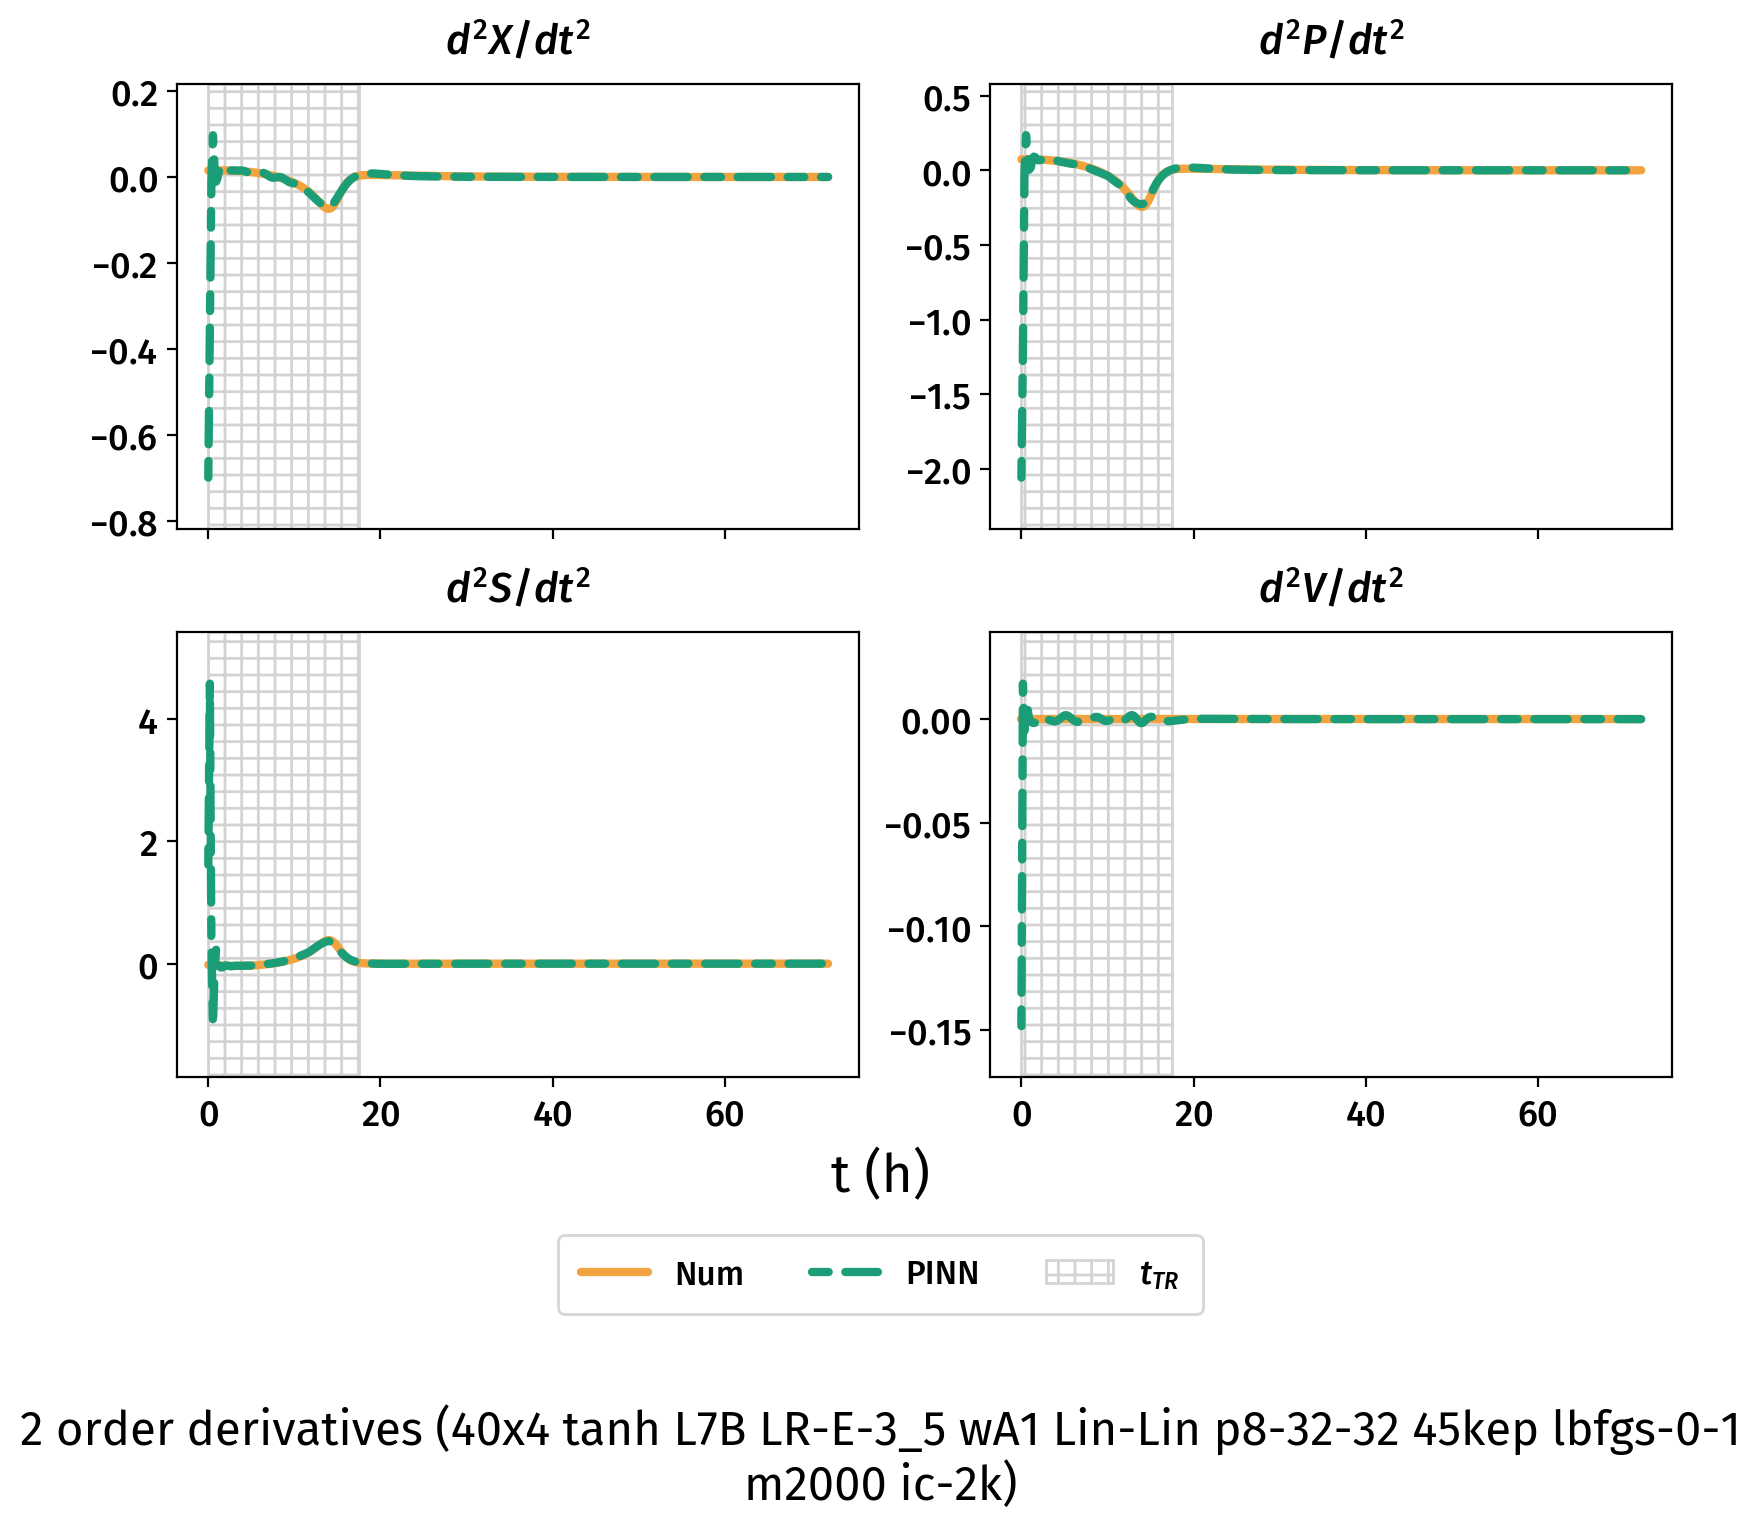 d²X/dt²
d²P/dt²
0.2
0.0
−0.2
−0.4
−0.6
−0.8
0.5
0.0
−0.5
−1.0
−1.5
−2.0
d²S/dt²
d²V/dt²
4
2
0
0.00
−0.05
−0.10
−0.15
0 20 40 60
0 20 40 60
t (h)
Num PINN t_TR
2 order derivatives (40x4 tanh L7B LR-E-3_5 wA1 Lin-Lin p8-32-32 45kep lbfgs-0-1
m2000 ic-2k)